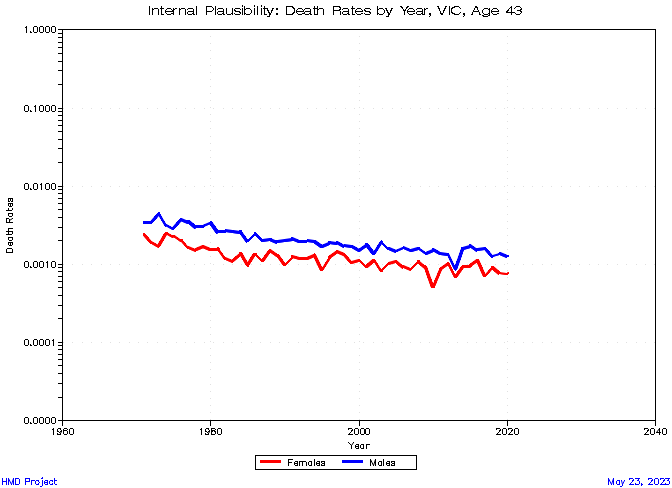 Internal Plausibility: Death Rates by Year, VIC, Age 43
1.0000
0.1000
0.0100
0.0010
0.0001
0.0000
Death Rates
1960
1980
2000
2020
2040
Year
Females
Males
HMD Project
May 23, 2023